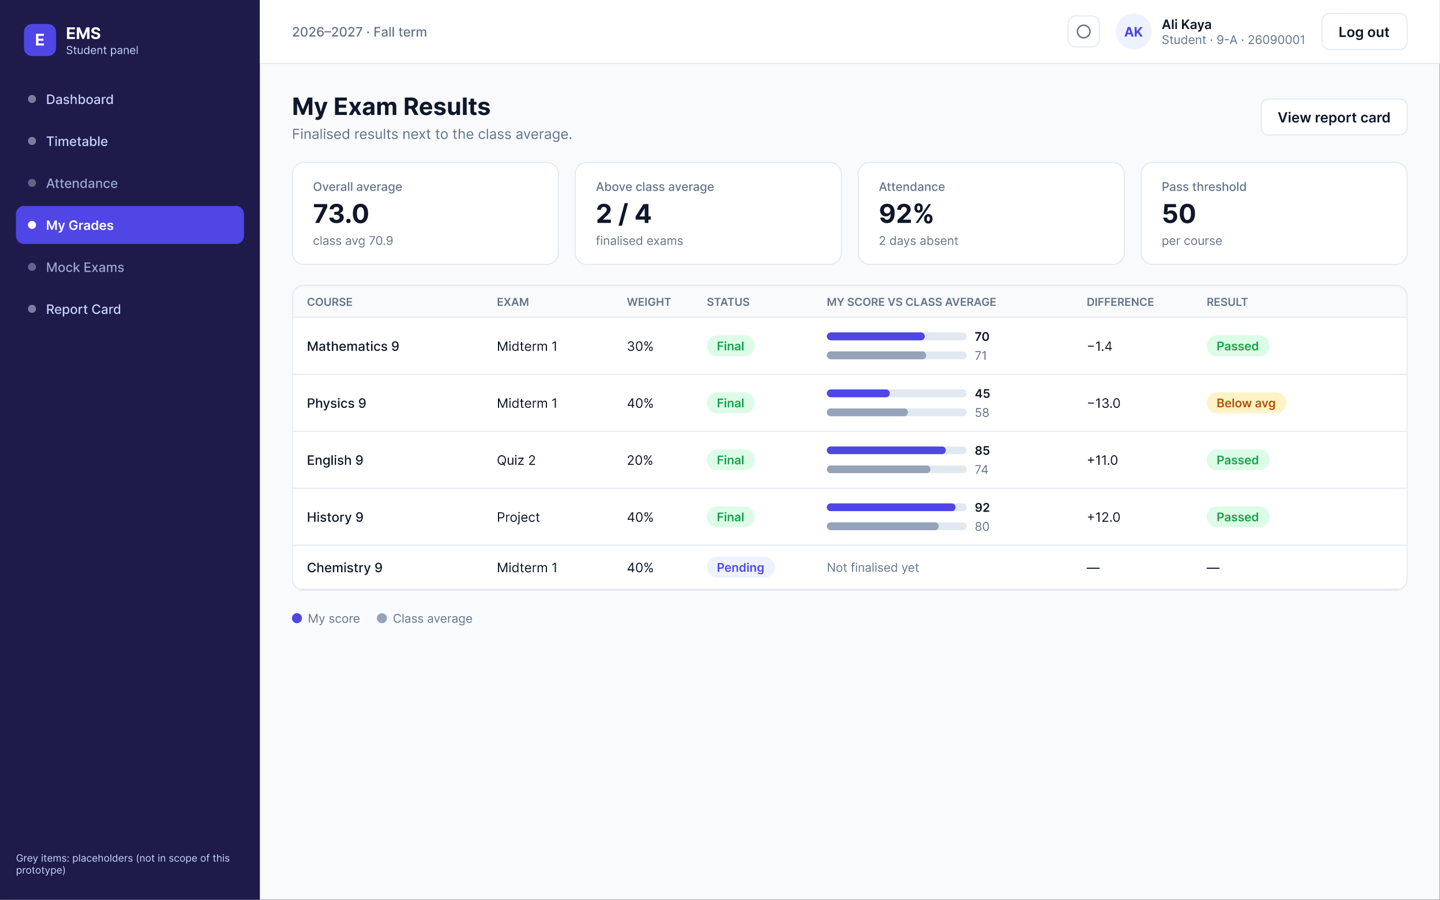 E
EMS
Student panel
Dashboard
Timetable
Attendance
My Grades
Mock Exams
Report Card
Grey items: placeholders (not in scope of this
prototype)
2026–2027 · Fall term
AK
Ali Kaya
Student · 9-A · 26090001
Log out
My Exam Results
Finalised results next to the class average.
View report card
Overall average
73.0
class avg 70.9
Above class average
2 / 4
finalised exams
Attendance
92%
2 days absent
Pass threshold
50
per course
COURSE EXAM WEIGHT STATUS MY SCORE VS CLASS AVERAGE DIFFERENCE RESULT
Mathematics 9 Midterm 1 30% Final 70 71 −1.4 Passed
Physics 9 Midterm 1 40% Final 45 58 −13.0 Below avg
English 9 Quiz 2 20% Final 85 74 +11.0 Passed
History 9 Project 40% Final 92 80 +12.0 Passed
Chemistry 9 Midterm 1 40% Pending Not finalised yet — —
My score Class average